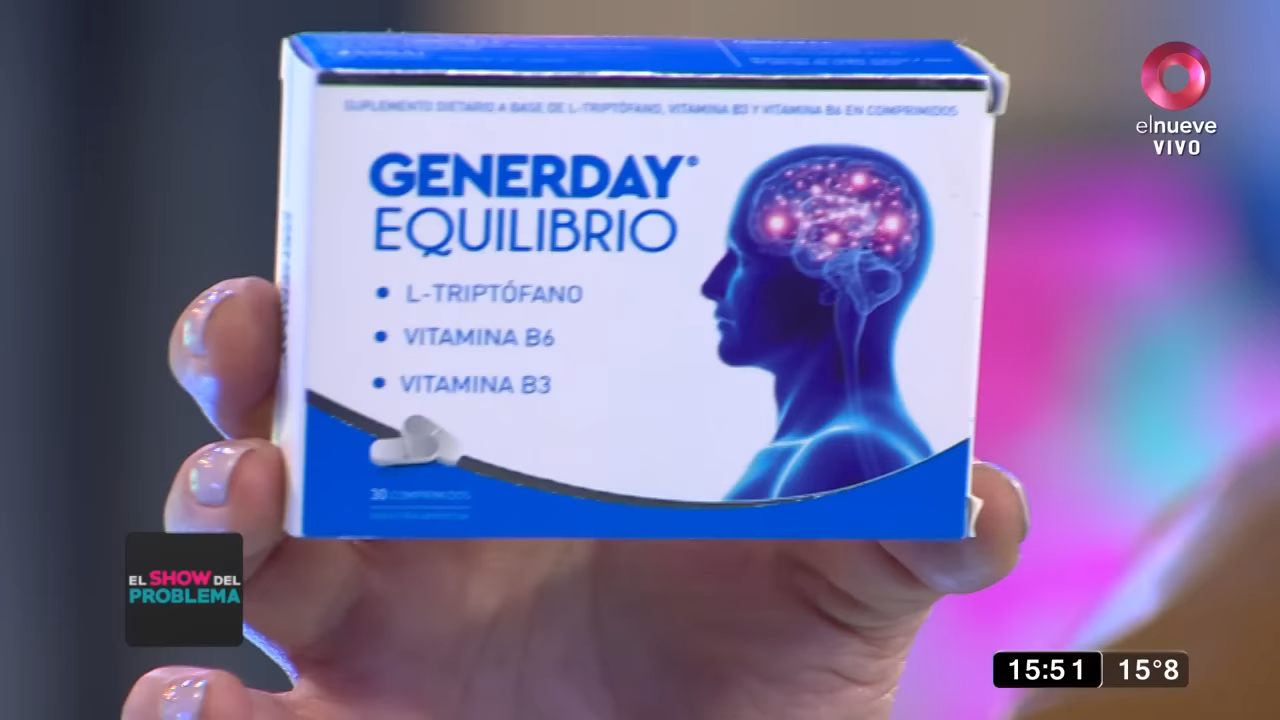 SUPLEMENTO DIETARIO A BASE DE L-TRIPTÓFANO, VITAMINA B3 Y VITAMINA B6 EN COMPRIMIDOS
GENERDAY®
EQUILIBRIO
• L-TRIPTÓFANO
• VITAMINA B6
• VITAMINA B3
30 COMPRIMIDOS
elnueve
VIVO
EL SHOW DEL
PROBLEMA
15:51 15°8